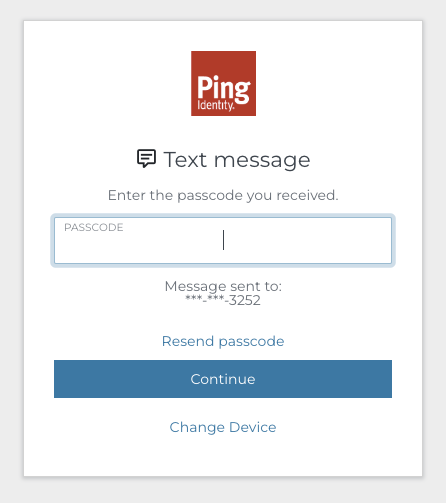 Ping
Identity.
Text message
Enter the passcode you received.
PASSCODE
Message sent to:
***-***-3252
Resend passcode
Continue
Change Device